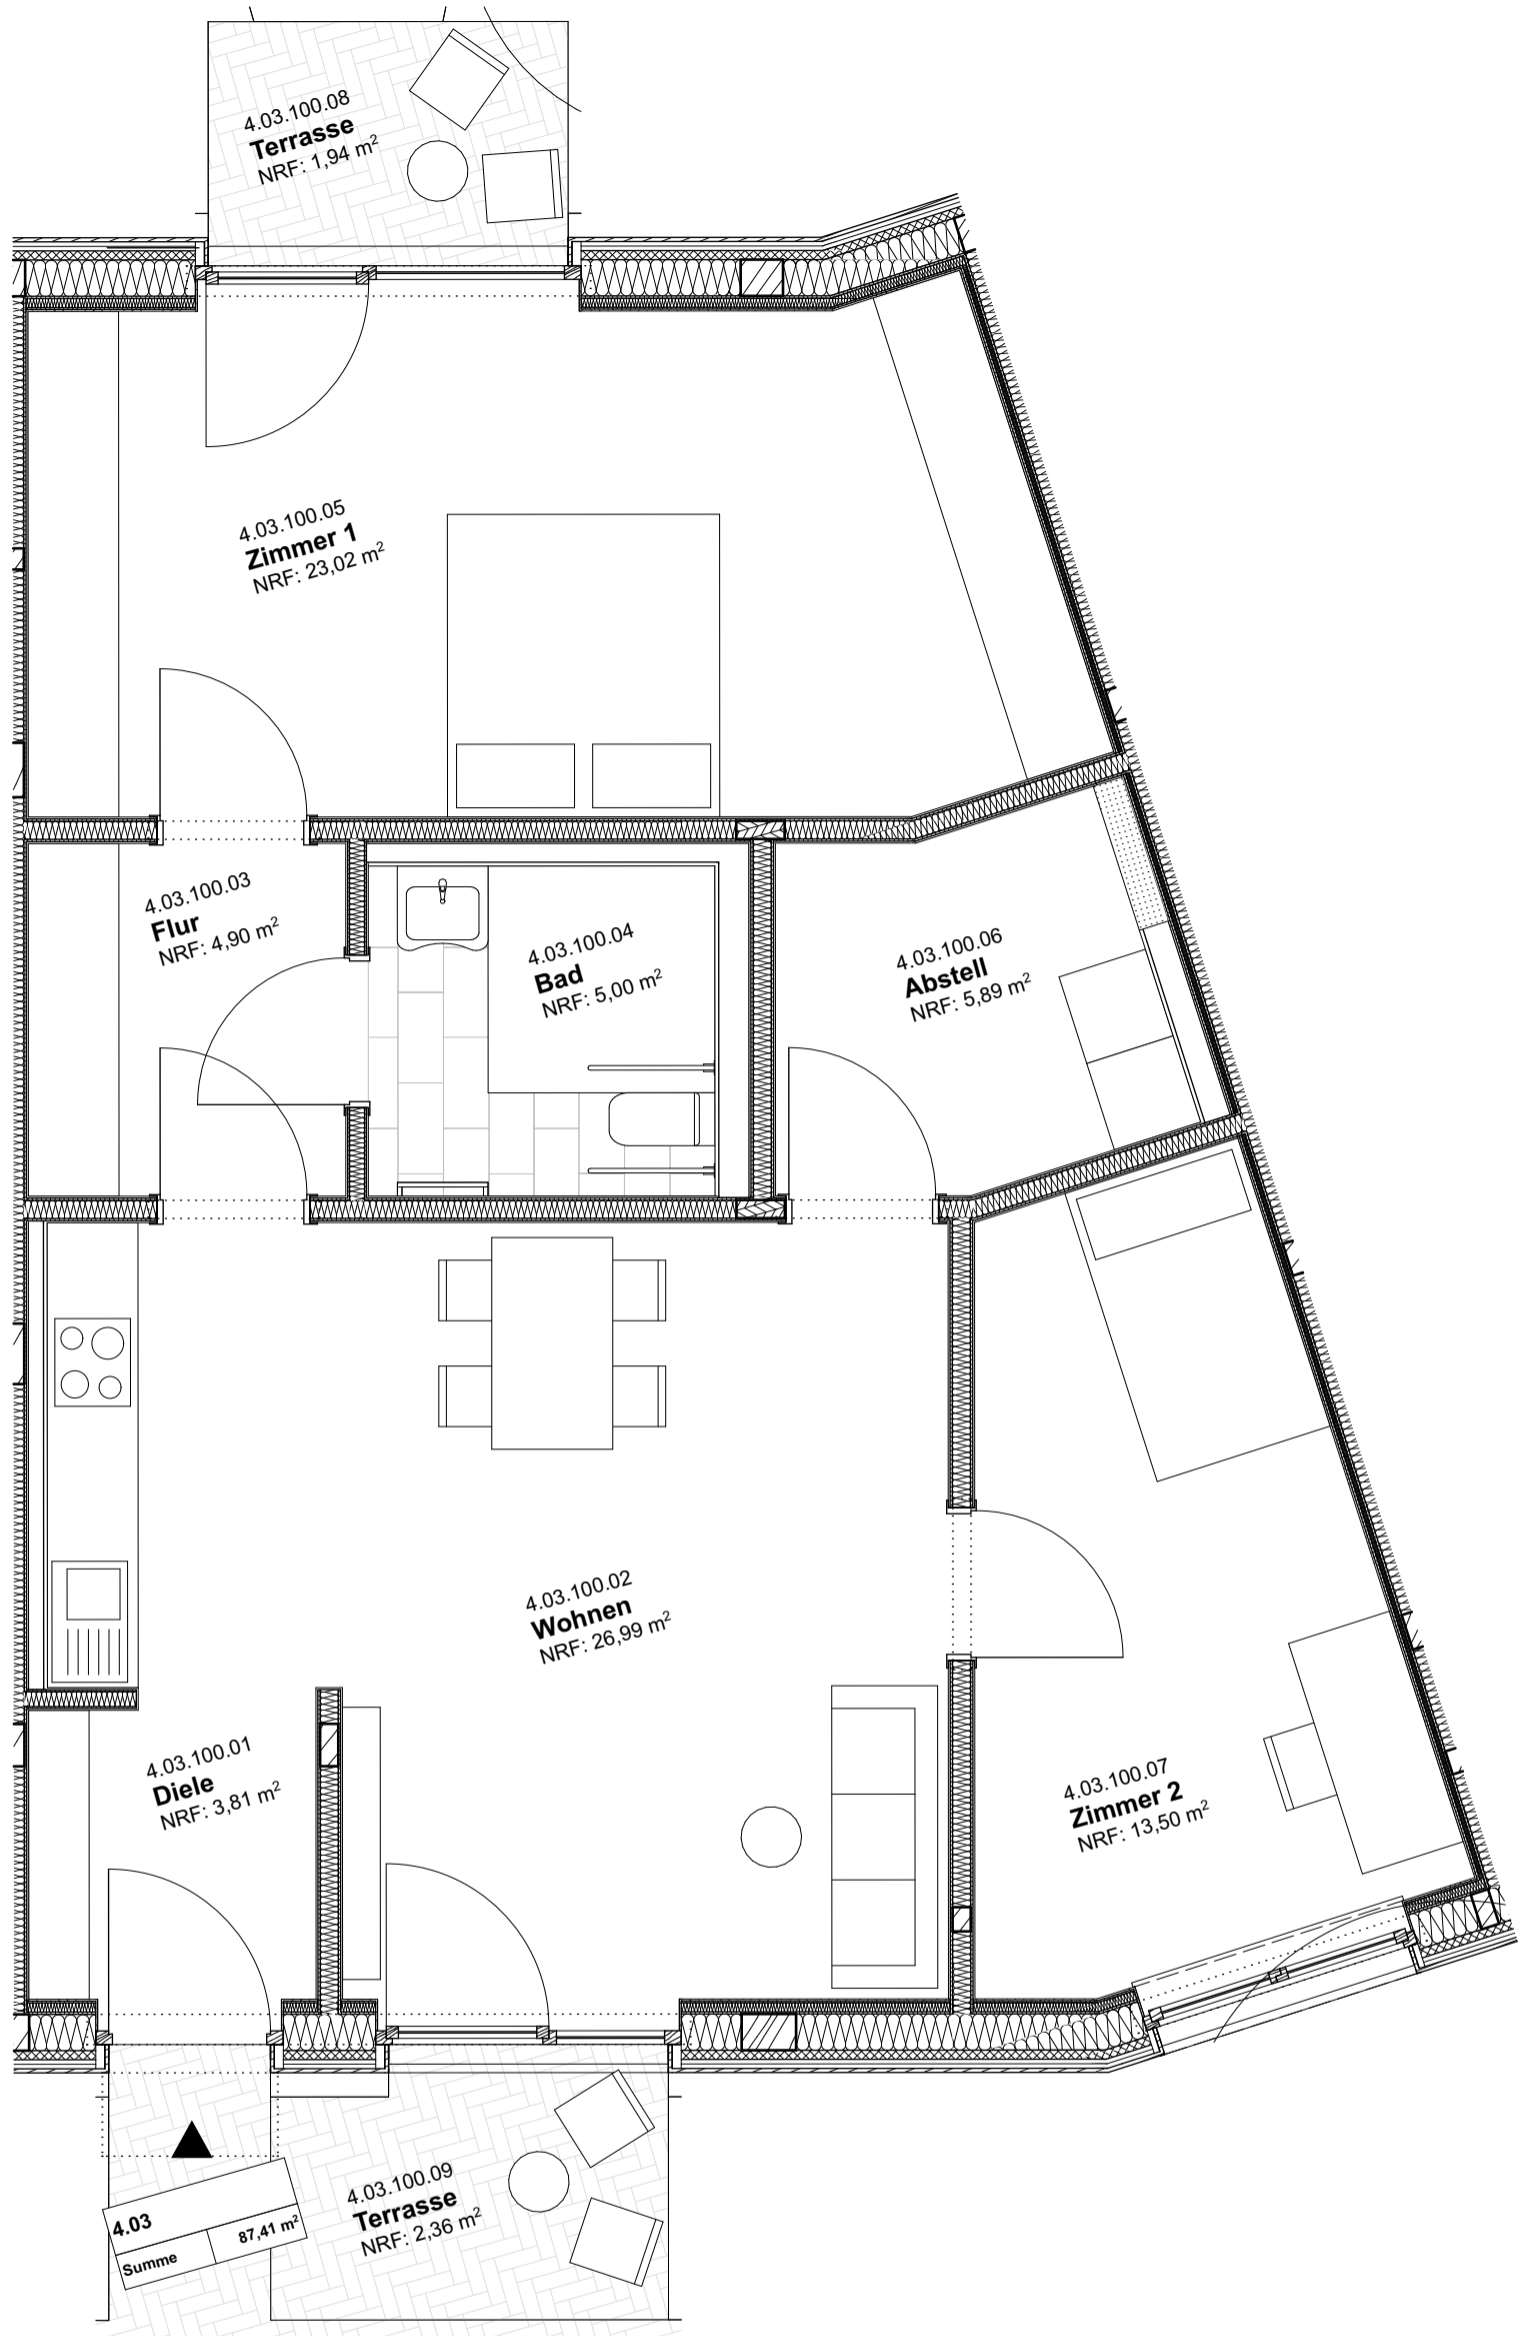 4.03.100.08
Terrasse
NRF: 1,94 m²
4.03.100.05
Zimmer 1
NRF: 23,02 m²
4.03.100.03
Flur
NRF: 4,90 m²
4.03.100.04
Bad
NRF: 5,00 m²
4.03.100.06
Abstell
NRF: 5,89 m²
4.03.100.02
Wohnen
NRF: 26,99 m²
4.03.100.01
Diele
NRF: 3,81 m²
4.03.100.07
Zimmer 2
NRF: 13,50 m²
4.03.100.09
Terrasse
NRF: 2,36 m²
4.03
Summe 87,41 m²